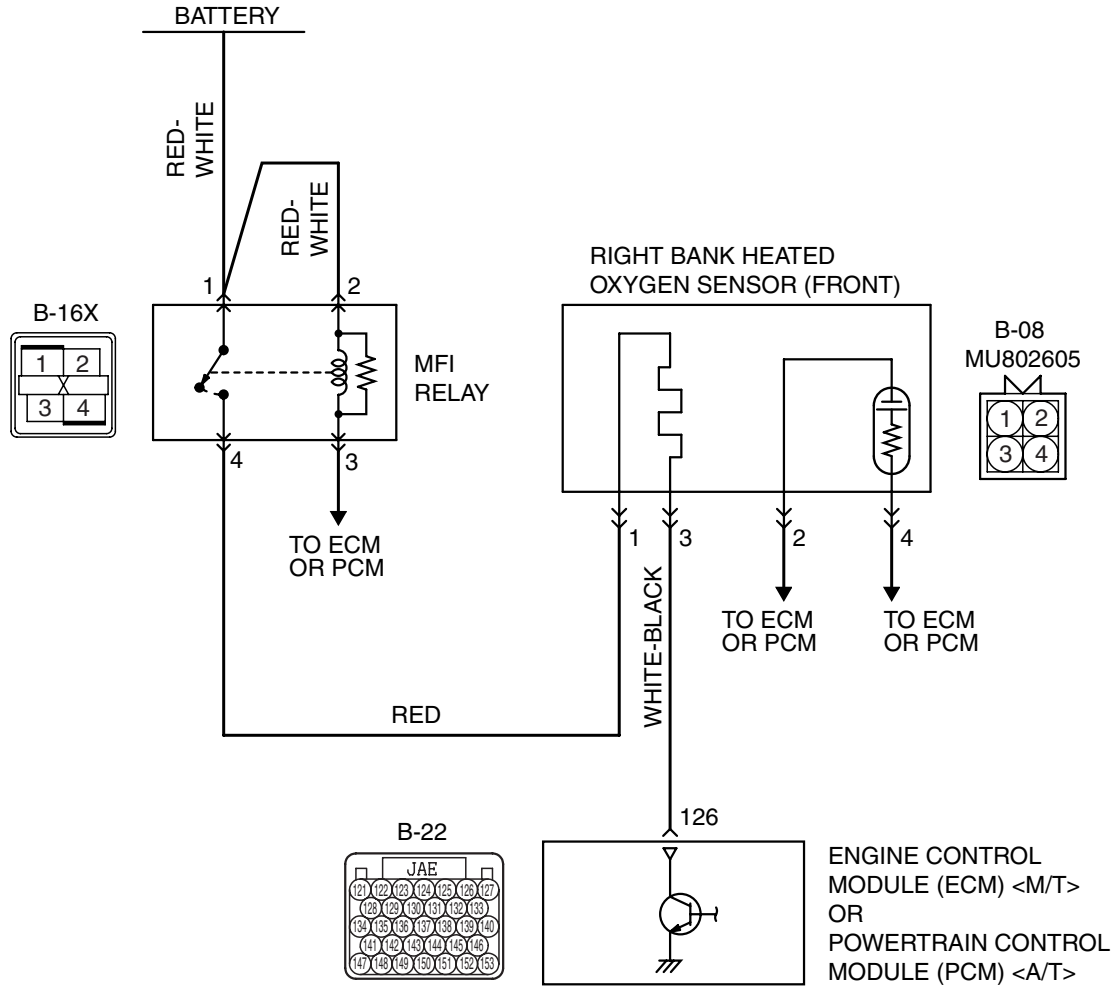 BATTERY
RED-
WHITE
RED-
WHITE
RIGHT BANK HEATED
OXYGEN SENSOR (FRONT)
1
2
B-16X
1 2
X
3 4
MFI
RELAY
B-08
MU802605
1 2
3 4
4
3
TO ECM
OR PCM
1
3
2
4
TO ECM
OR PCM
TO ECM
OR PCM
WHITE-BLACK
RED
126
B-22
JAE
121 122 123 124 125 126 127
128 129 130 131 132 133
134 135 136 137 138 139 140
141 142 143 144 145 146
147 148 149 150 151 152 153
ENGINE CONTROL
MODULE (ECM) <M/T>
OR
POWERTRAIN CONTROL
MODULE (PCM) <A/T>